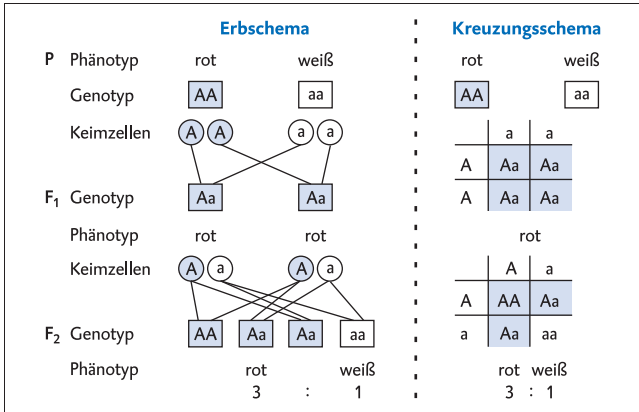 Erbschema Kreuzungsschema
P Phänotyp rot weiß rot weiß
Genotyp AA aa AA aa
Keimzellen A A a a a a
A Aa Aa
F₁ Genotyp Aa Aa A Aa Aa
Phänotyp rot rot rot
Keimzellen A a A a A a
A AA Aa
F₂ Genotyp AA Aa Aa aa a Aa aa
Phänotyp rot weiß rot weiß
3 : 1 3 : 1